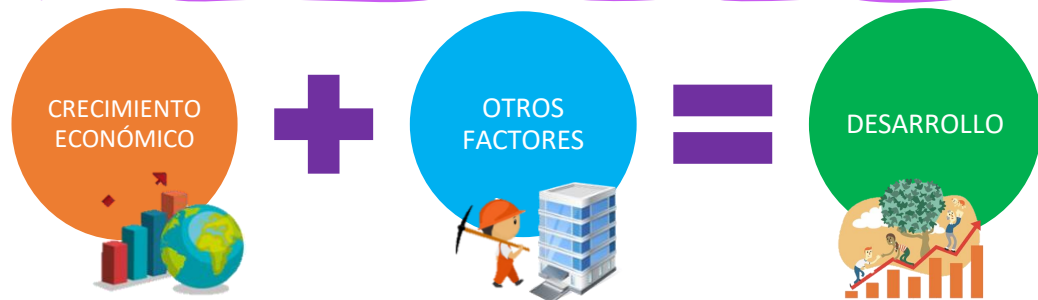 CRECIMIENTO
ECONÓMICO
OTROS
FACTORES
DESARROLLO